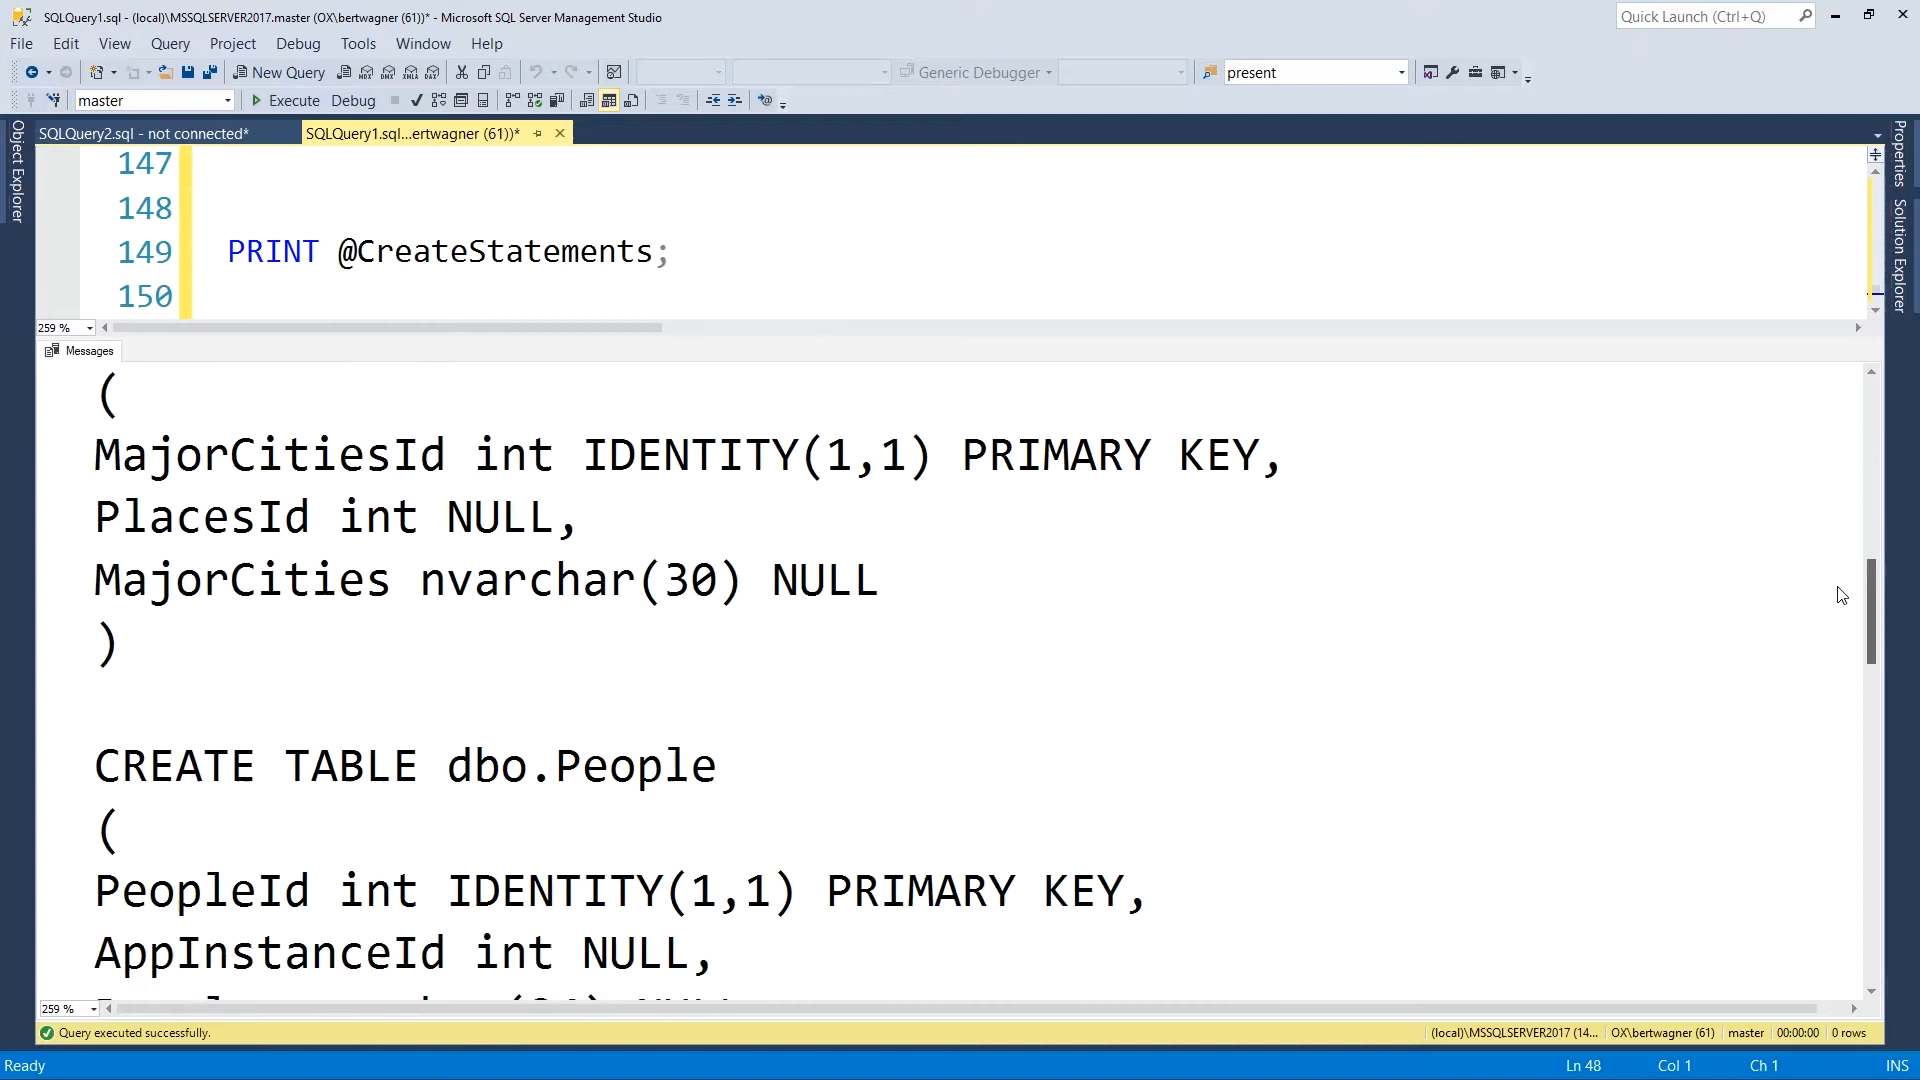 SQLQuery1.sql - (local)\MSSQLSERVER2017.master (OX\bertwagner (61))* - Microsoft SQL Server Management Studio
Quick Launch (Ctrl+Q)
File Edit View Query Project Debug Tools Window Help
New Query
MDX DMX XMLA DAX
Generic Debugger
present
master
Execute Debug
SQLQuery2.sql - not connected*
SQLQuery1.sql...ertwagner (61))*
Object Explorer
Properties
Solution Explorer
147
148
149 PRINT @CreateStatements;
150
259 %
Messages
(
MajorCitiesId int IDENTITY(1,1) PRIMARY KEY,
PlacesId int NULL,
MajorCities nvarchar(30) NULL
)
CREATE TABLE dbo.People
(
PeopleId int IDENTITY(1,1) PRIMARY KEY,
AppInstanceId int NULL,
259 %
Query executed successfully.
(local)\MSSQLSERVER2017 (14... OX\bertwagner (61) master 00:00:00 0 rows
Ready
Ln 48 Col 1 Ch 1 INS